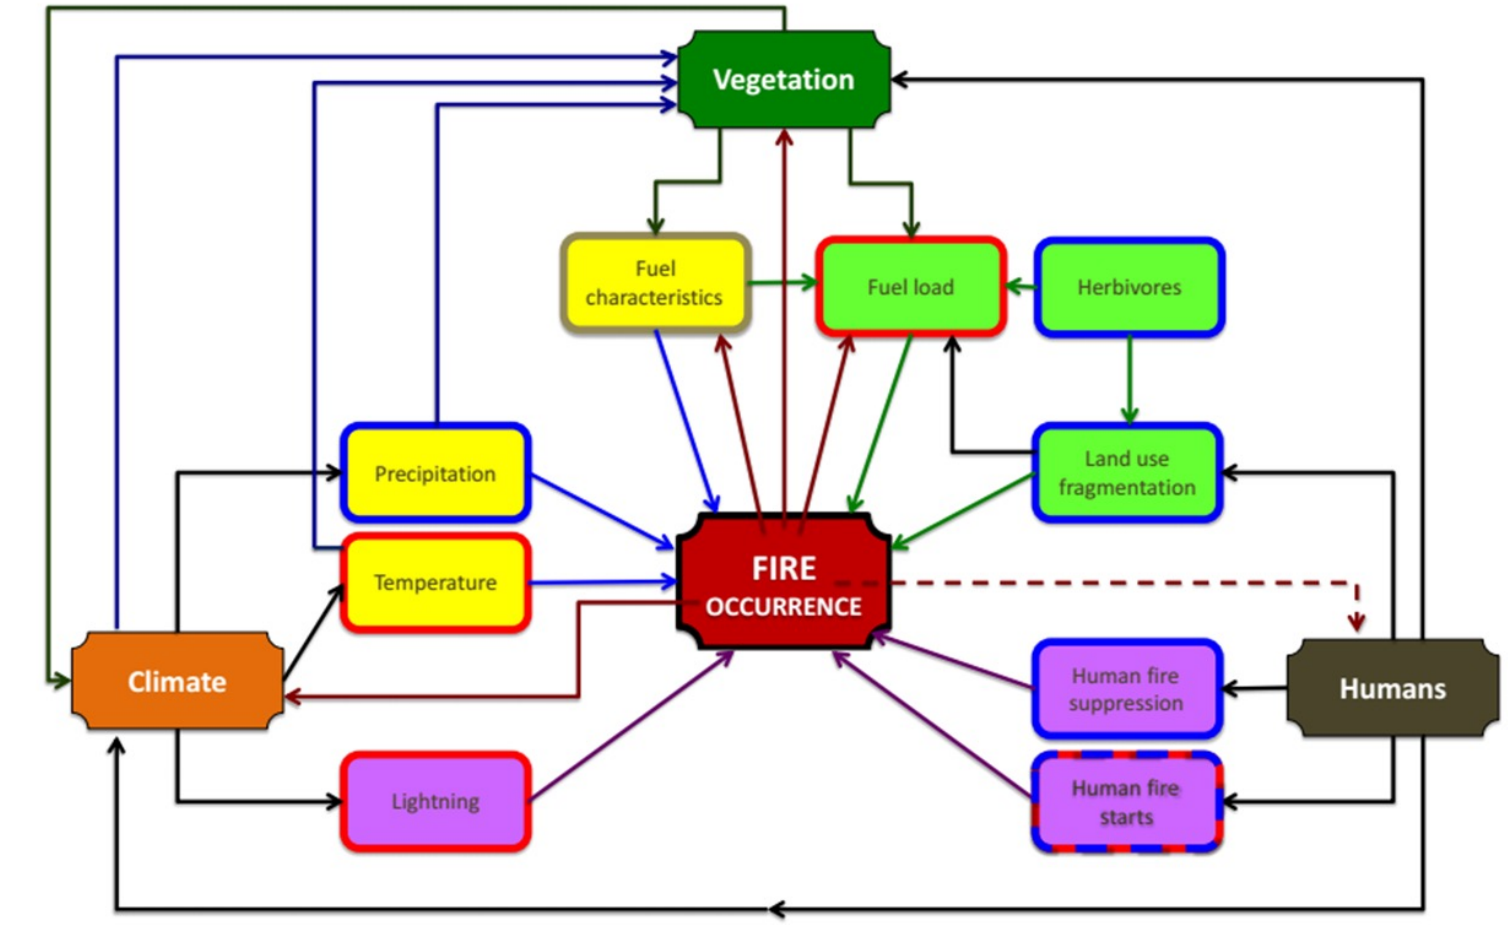 Vegetation
Fuel
characteristics
Fuel load
Herbivores
Precipitation
Land use
fragmentation
Temperature
FIRE
OCCURRENCE
Climate
Human fire
suppression
Humans
Lightning
Human fire
starts